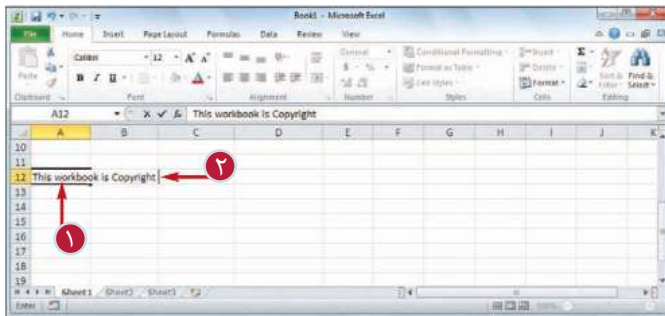 Book1 - Microsoft Excel
File Home Insert Page Layout Formulas Data Review View
Calibri 12 A A General Conditional Formatting Insert Σ
Paste B I U A $ % , Format as Table Delete Sort & Find &
Cell Styles Format Filter Select
Clipboard Font Alignment Number Styles Cells Editing
A12 fx This workbook is Copyright
A B C D E F G H I J K
10
11
12 This workbook is Copyright ٢
13
14
15
16 ١
17
18
19
Sheet1 Sheet2 Sheet3
Enter